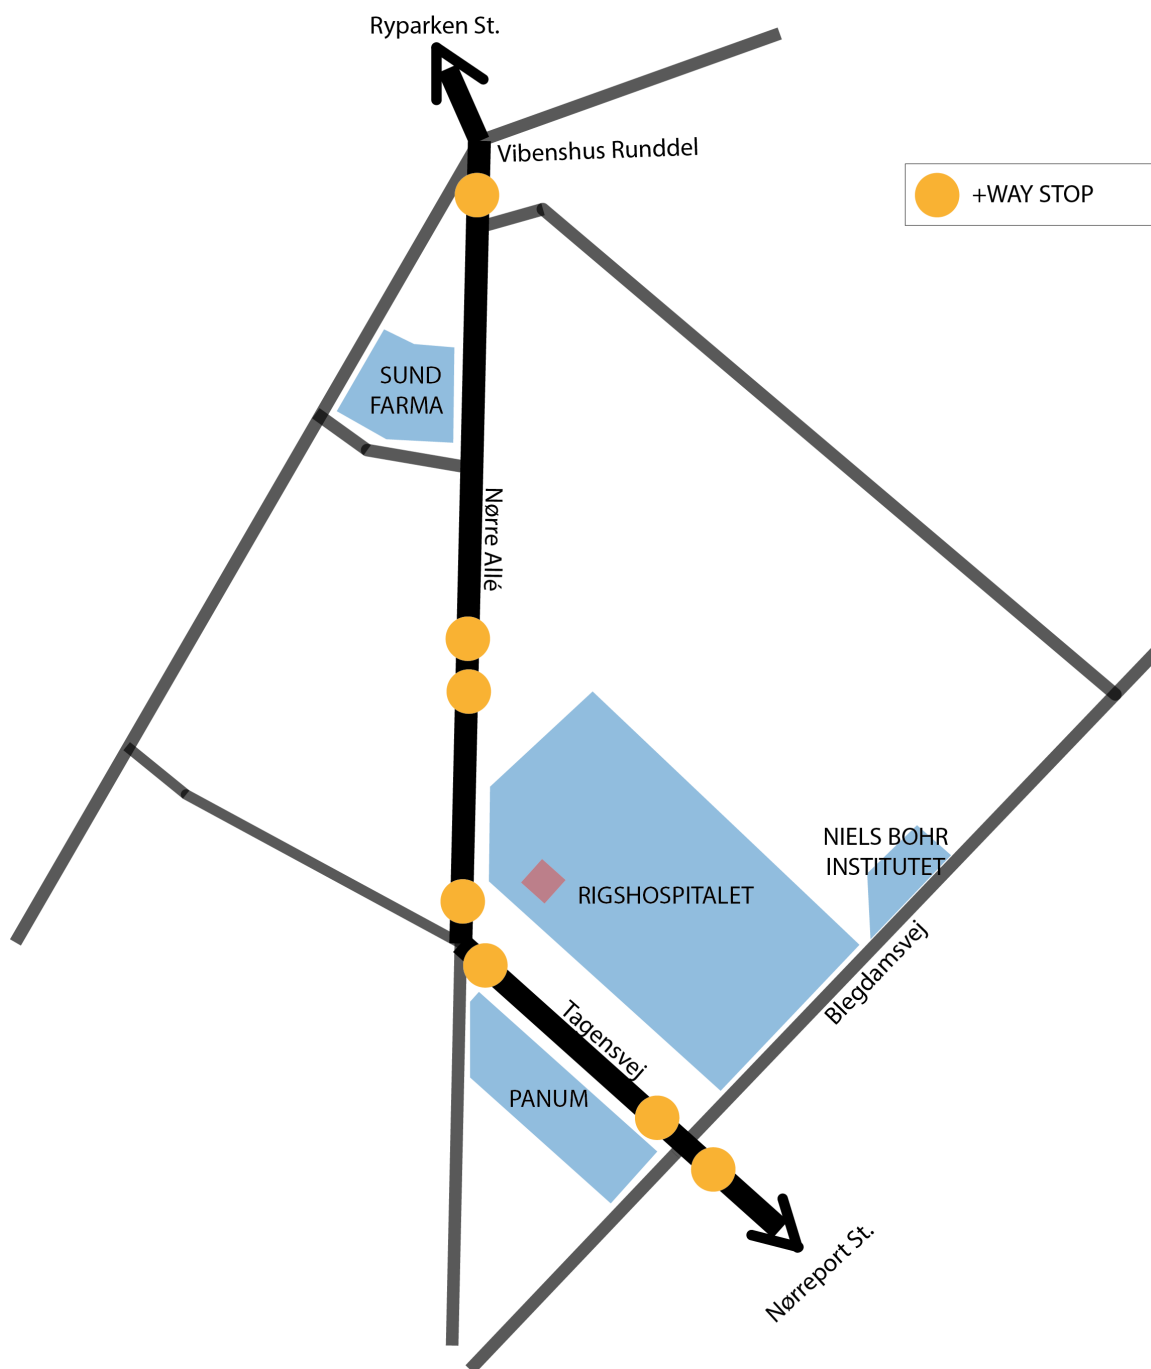 Ryparken St.
Vibenshus Runddel
+WAY STOP
SUND
FARMA
Nørre Allé
NIELS BOHR
INSTITUTET
RIGSHOSPITALET
Blegdamsvej
Tagensvej
PANUM
Nørreport St.